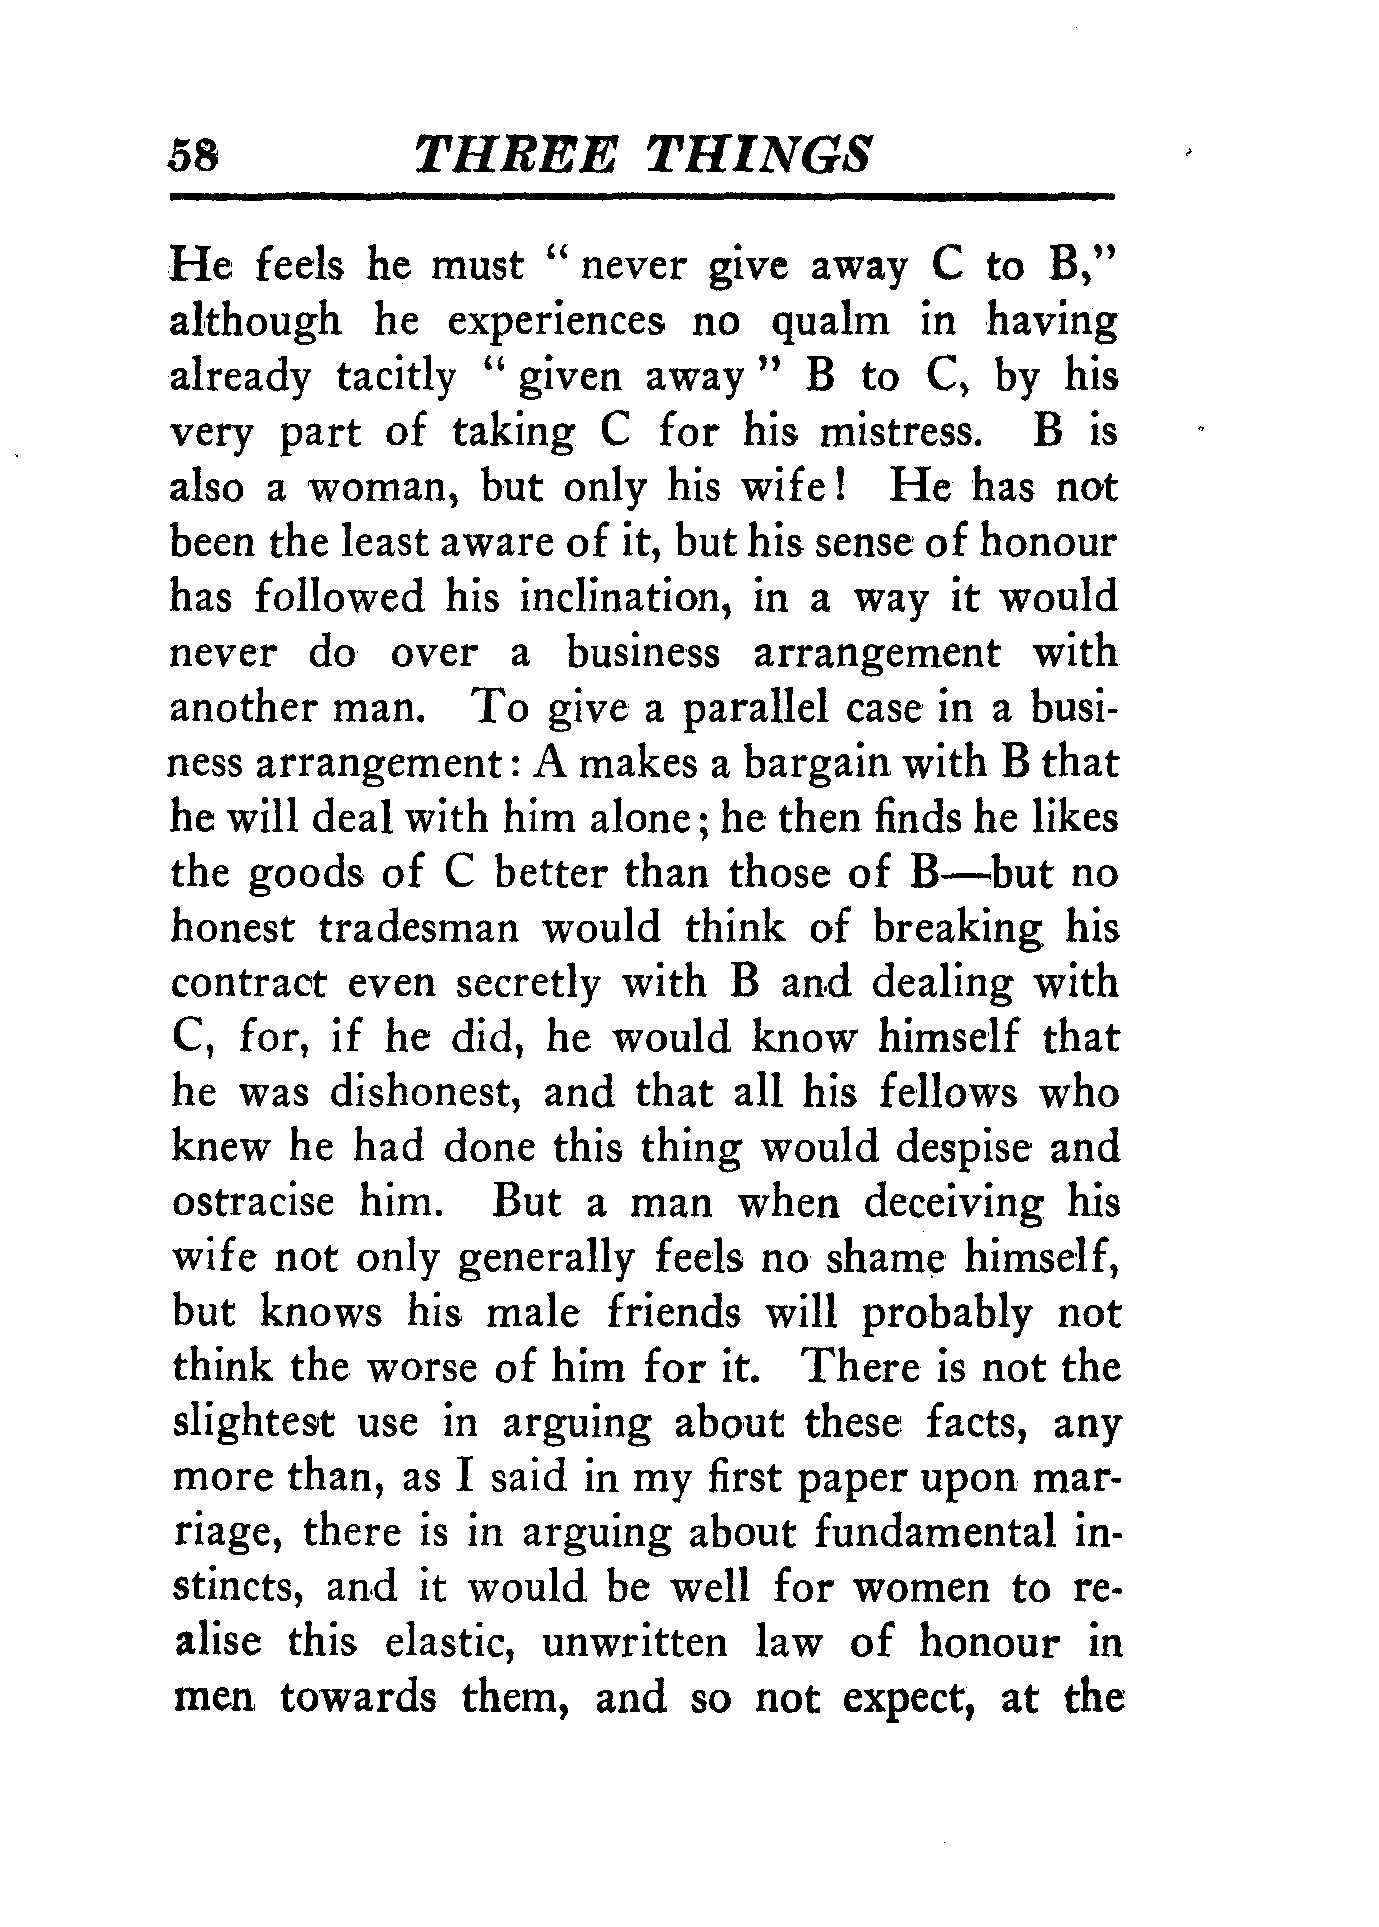 58 THREE THINGS
He feels he must " never give away C to B,"
although he experiences no qualm in having
already tacitly " given away " B to C, by his
very part of taking C for his mistress. B is
also a woman, but only his wife! He has not
been the least aware of it, but his sense of honour
has followed his inclination, in a way it would
never do over a business arrangement with
another man. To give a parallel case in a busi-
ness arrangement: A makes a bargain with B that
he will deal with him alone; he then finds he likes
the goods of C better than those of B—but no
honest tradesman would think of breaking his
contract even secretly with B and dealing with
C, for, if he did, he would know himself that
he was dishonest, and that all his fellows who
knew he had done this thing would despise and
ostracise him. But a man when deceiving his
wife not only generally feels no shame himself,
but knows his male friends will probably not
think the worse of him for it. There is not the
slightest use in arguing about these facts, any
more than, as I said in my first paper upon mar-
riage, there is in arguing about fundamental in-
stincts, and it would be well for women to re-
alise this elastic, unwritten law of honour in
men towards them, and so not expect, at the